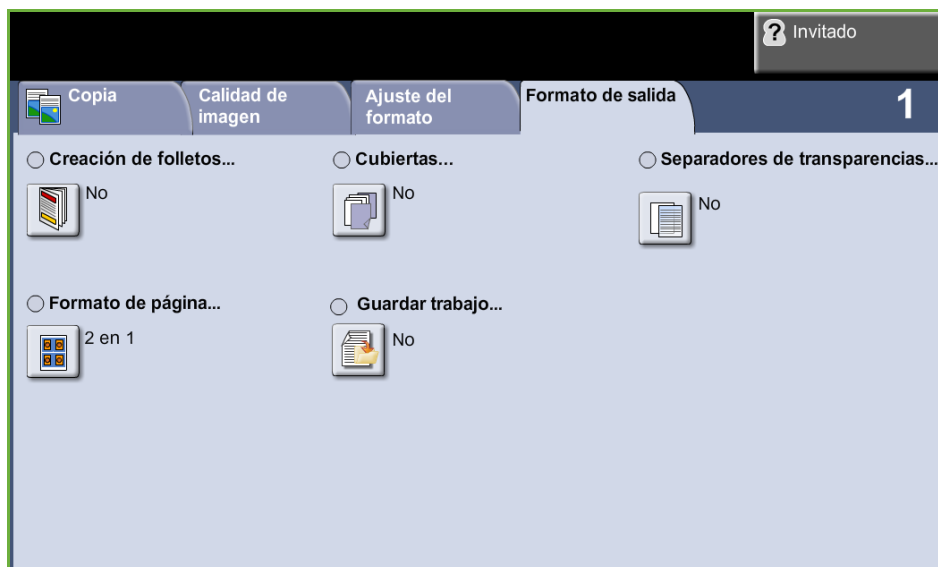 Invitado
Copia
Calidad de
imagen
Ajuste del
formato
Formato de salida
1
Creación de folletos...
No
Cubiertas...
No
Separadores de transparencias...
No
Formato de página...
2 en 1
Guardar trabajo...
No